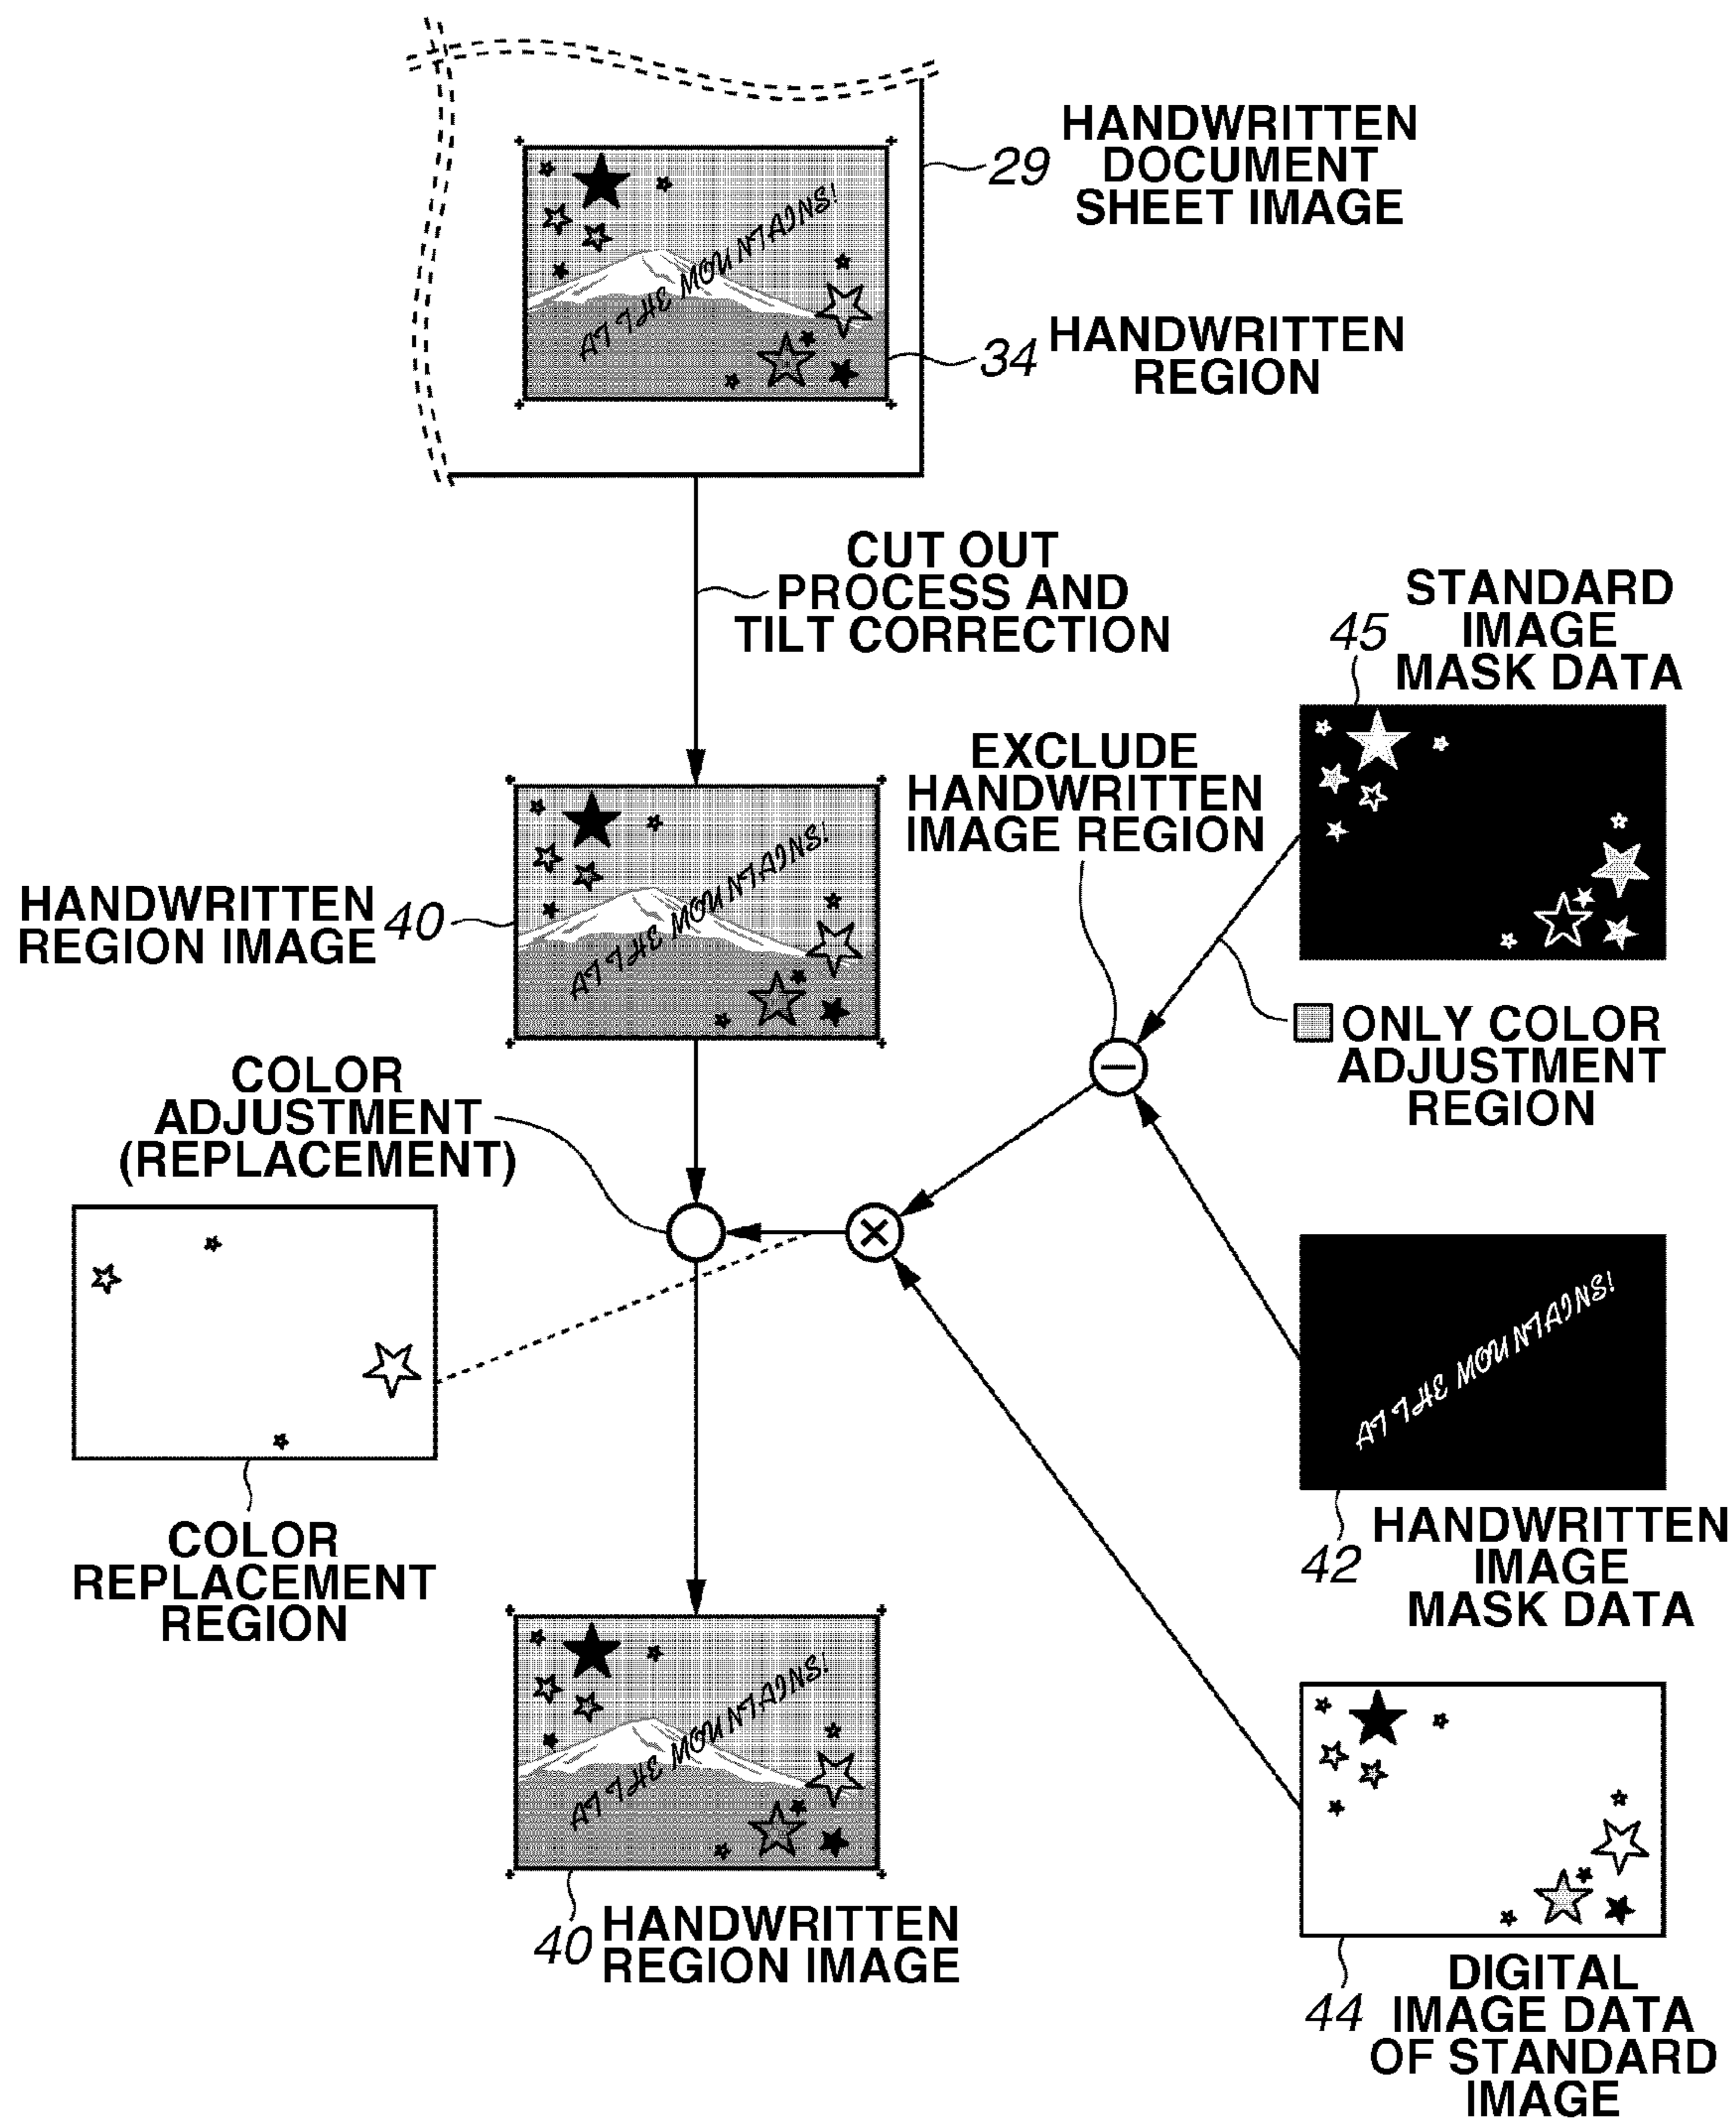 HANDWRITTEN
29 DOCUMENT
SHEET IMAGE
AT THE MOUNTAINS!
34 HANDWRITTEN
REGION
CUT OUT
PROCESS AND
TILT CORRECTION
STANDARD
45 IMAGE
MASK DATA
EXCLUDE
HANDWRITTEN
IMAGE REGION
AT THE MOUNTAINS!
HANDWRITTEN
REGION IMAGE 40
ONLY COLOR
ADJUSTMENT
REGION
COLOR
ADJUSTMENT
(REPLACEMENT)
−
×
AT THE MOUNTAINS!
42 HANDWRITTEN
IMAGE
MASK DATA
COLOR
REPLACEMENT
REGION
AT THE MOUNTAINS!
40 HANDWRITTEN
REGION IMAGE
44 DIGITAL
IMAGE DATA
OF STANDARD
IMAGE